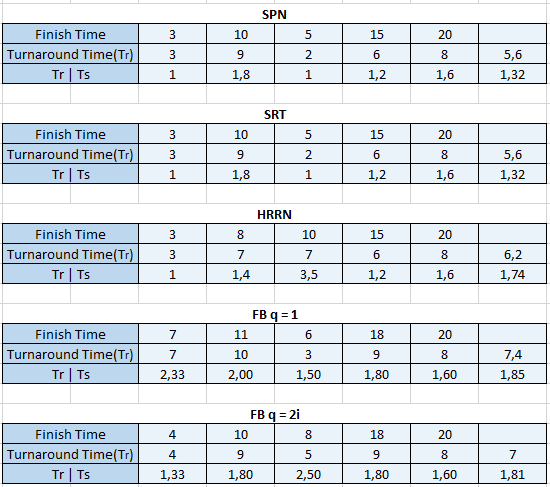 SPN
Finish Time 3 10 5 15 20
Turnaround Time(Tr) 3 9 2 6 8 5,6
Tr | Ts 1 1,8 1 1,2 1,6 1,32
SRT
Finish Time 3 10 5 15 20
Turnaround Time(Tr) 3 9 2 6 8 5,6
Tr | Ts 1 1,8 1 1,2 1,6 1,32
HRRN
Finish Time 3 8 10 15 20
Turnaround Time(Tr) 3 7 7 6 8 6,2
Tr | Ts 1 1,4 3,5 1,2 1,6 1,74
FB q = 1
Finish Time 7 11 6 18 20
Turnaround Time(Tr) 7 10 3 9 8 7,4
Tr | Ts 2,33 2,00 1,50 1,80 1,60 1,85
FB q = 2i
Finish Time 4 10 8 18 20
Turnaround Time(Tr) 4 9 5 9 8 7
Tr | Ts 1,33 1,80 2,50 1,80 1,60 1,81